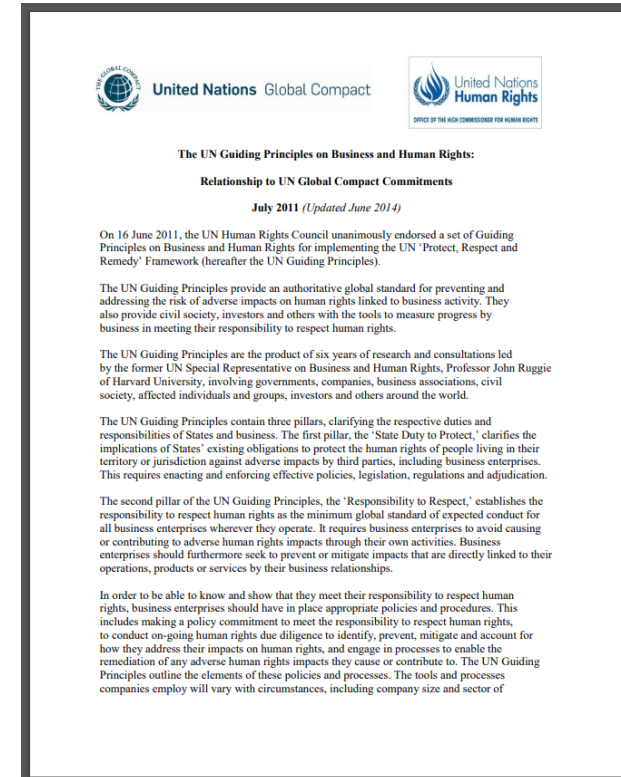 THE GLOBAL COMPACT
United Nations Global Compact
United Nations
Human Rights
OFFICE OF THE HIGH COMMISSIONER FOR HUMAN RIGHTS
The UN Guiding Principles on Business and Human Rights:
Relationship to UN Global Compact Commitments
July 2011 (Updated June 2014)
On 16 June 2011, the UN Human Rights Council unanimously endorsed a set of Guiding
Principles on Business and Human Rights for implementing the UN ‘Protect, Respect and
Remedy’ Framework (hereafter the UN Guiding Principles).
The UN Guiding Principles provide an authoritative global standard for preventing and
addressing the risk of adverse impacts on human rights linked to business activity. They
also provide civil society, investors and others with the tools to measure progress by
business in meeting their responsibility to respect human rights.
The UN Guiding Principles are the product of six years of research and consultations led
by the former UN Special Representative on Business and Human Rights, Professor John Ruggie
of Harvard University, involving governments, companies, business associations, civil
society, affected individuals and groups, investors and others around the world.
The UN Guiding Principles contain three pillars, clarifying the respective duties and
responsibilities of States and business. The first pillar, the ‘State Duty to Protect,’ clarifies the
implications of States’ existing obligations to protect the human rights of people living in their
territory or jurisdiction against adverse impacts by third parties, including business enterprises.
This requires enacting and enforcing effective policies, legislation, regulations and adjudication.
The second pillar of the UN Guiding Principles, the ‘Responsibility to Respect,’ establishes the
responsibility to respect human rights as the minimum global standard of expected conduct for
all business enterprises wherever they operate. It requires business enterprises to avoid causing
or contributing to adverse human rights impacts through their own activities. Business
enterprises should furthermore seek to prevent or mitigate impacts that are directly linked to their
operations, products or services by their business relationships.
In order to be able to know and show that they meet their responsibility to respect human
rights, business enterprises should have in place appropriate policies and procedures. This
includes making a policy commitment to meet the responsibility to respect human rights,
to conduct on-going human rights due diligence to identify, prevent, mitigate and account for
how they address their impacts on human rights, and engage in processes to enable the
remediation of any adverse human rights impacts they cause or contribute to. The UN Guiding
Principles outline the elements of these policies and processes. The tools and processes
companies employ will vary with circumstances, including company size and sector of